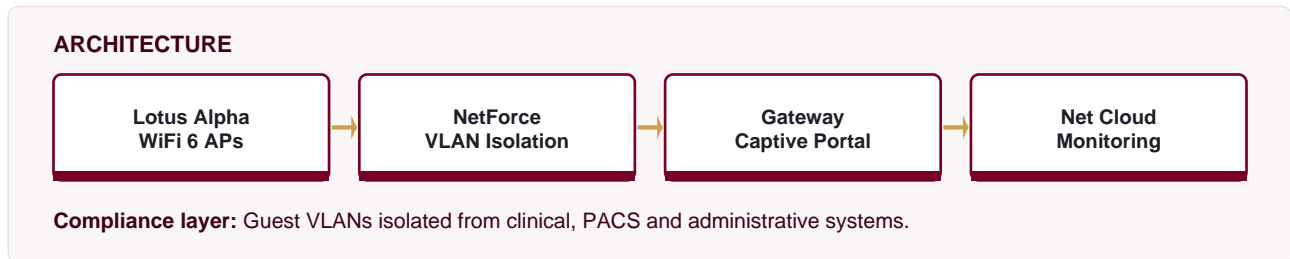 ARCHITECTURE
Lotus Alpha
WiFi 6 APs
NetForce
VLAN Isolation
Gateway
Captive Portal
Net Cloud
Monitoring
Compliance layer: Guest VLANs isolated from clinical, PACS and administrative systems.